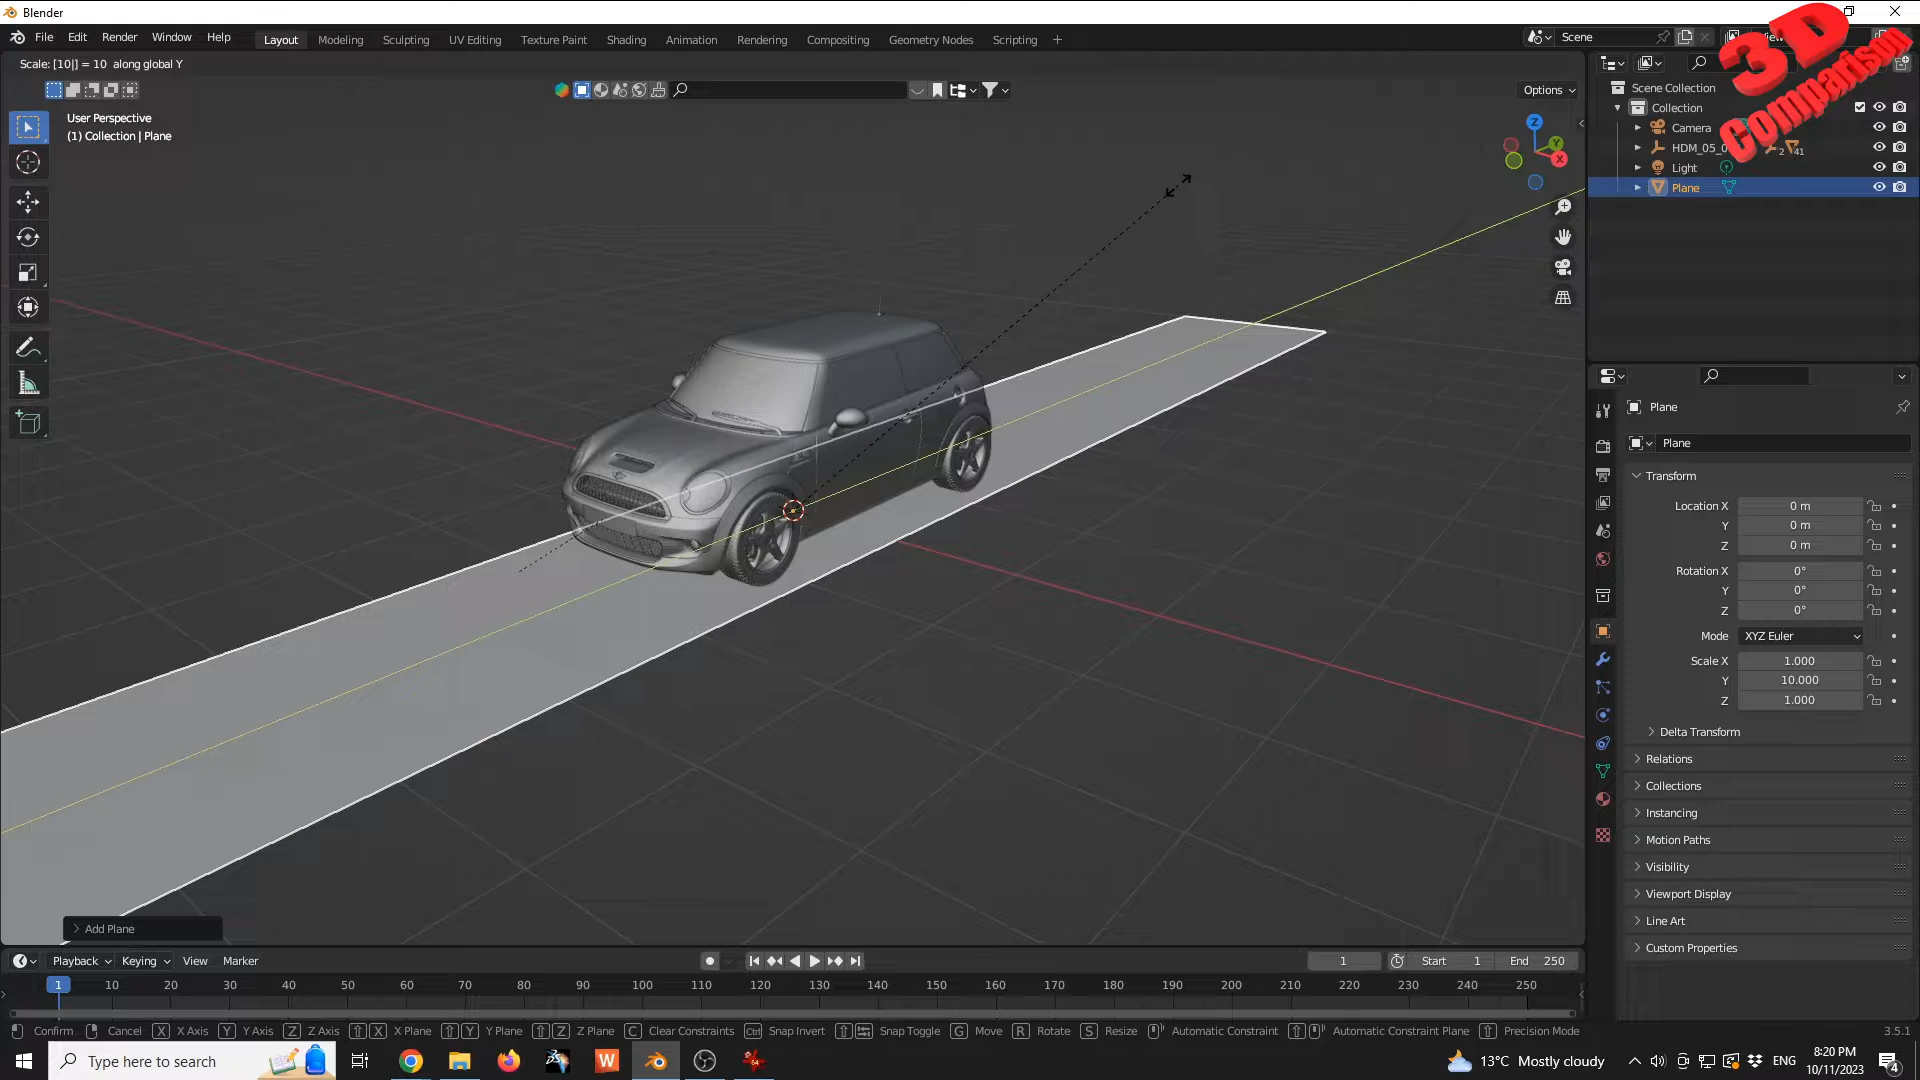 Blender
File Edit Render Window Help
Layout Modeling Sculpting UV Editing Texture Paint Shading Animation Rendering Compositing Geometry Nodes Scripting +
Scene
3D
Comparison
Scale: [10|] = 10 along global Y
Options
User Perspective
(1) Collection | Plane
Z
Y
X
Scene Collection
Collection
Camera
HDM_05_0
2
41
Light
Plane
Plane
Plane
Transform
Location X 0 m
Y 0 m
Z 0 m
Rotation X 0°
Y 0°
Z 0°
Mode XYZ Euler
Scale X 1.000
Y 10.000
Z 1.000
Delta Transform
Relations
Collections
Instancing
Motion Paths
Visibility
Viewport Display
Line Art
Custom Properties
Add Plane
Playback Keying View Marker
1 Start 1 End 250
1 10 20 30 40 50 60 70 80 90 100 110 120 130 140 150 160 170 180 190 200 210 220 230 240 250
Confirm Cancel X X Axis Y Y Axis Z Z Axis X X Plane Y Y Plane Z Z Plane C Clear Constraints Ctrl Snap Invert Snap Toggle G Move R Rotate S Resize Automatic Constraint Automatic Constraint Plane Precision Mode 3.5.1
Type here to search
W
64
13°C Mostly cloudy
ENG
8:20 PM
10/11/2023
4